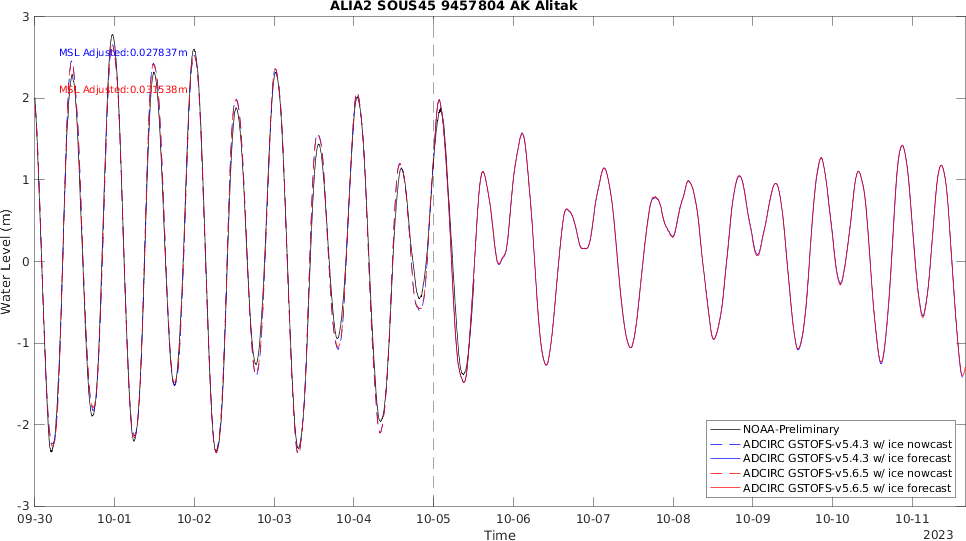 ALIA2 SOUS45 9457804 AK Alitak
3
MSL Adjusted:0.027837m
MSL Adjusted:0.031538m
2
1
0
-1
-2
-3
Water Level (m)
NOAA-Preliminary
ADCIRC GSTOFS-v5.4.3 w/ ice nowcast
ADCIRC GSTOFS-v5.4.3 w/ ice forecast
ADCIRC GSTOFS-v5.6.5 w/ ice nowcast
ADCIRC GSTOFS-v5.6.5 w/ ice forecast
09-30 10-01 10-02 10-03 10-04 10-05 10-06 10-07 10-08 10-09 10-10 10-11
Time
2023